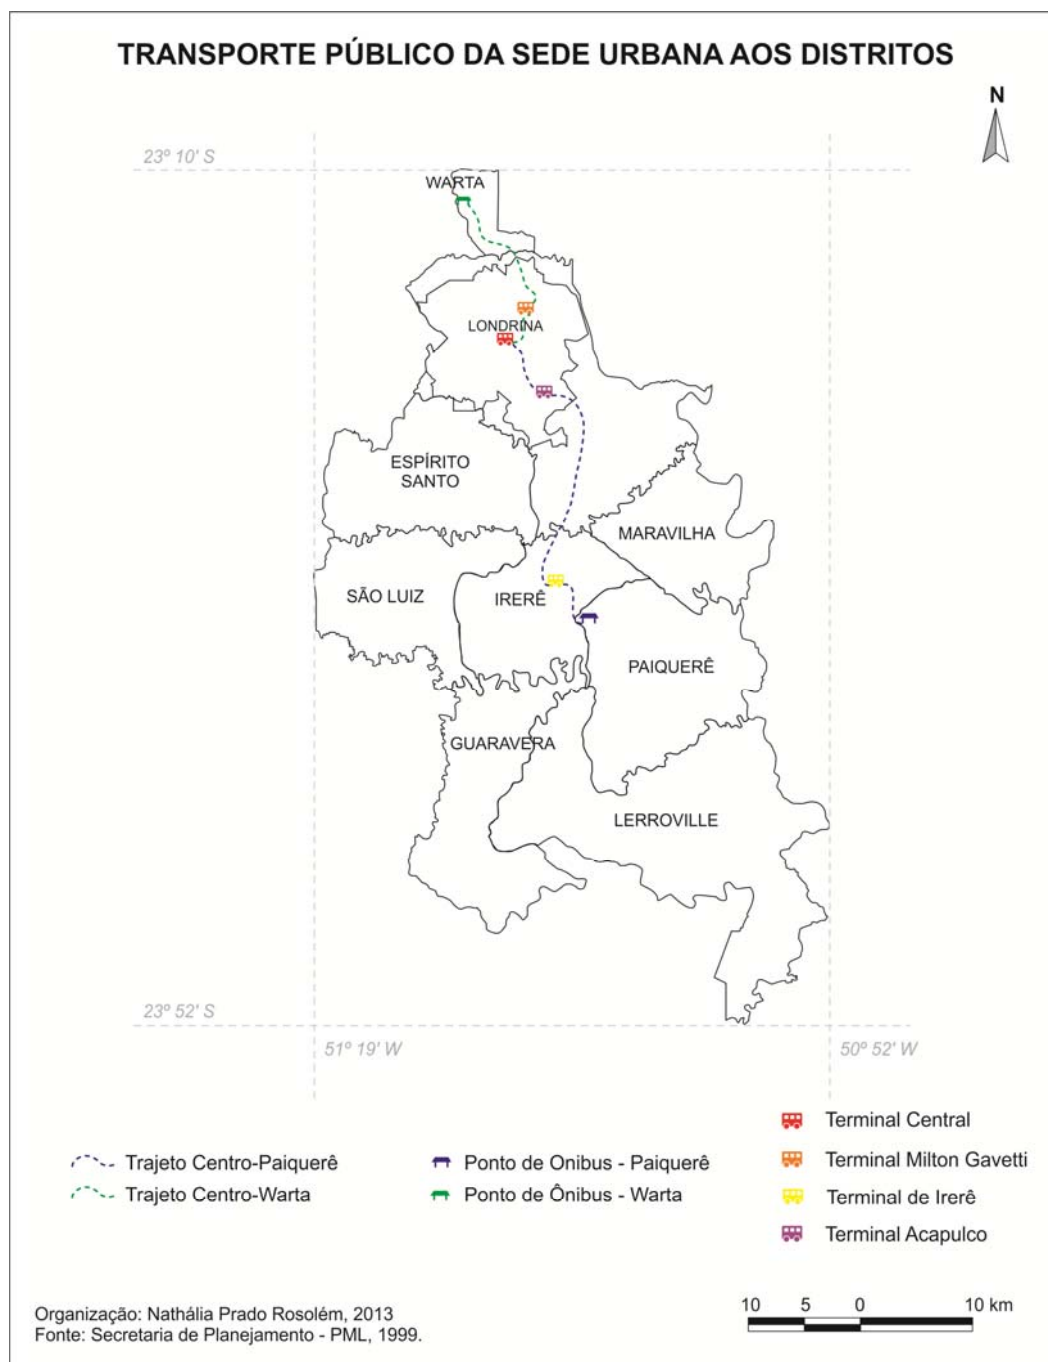 TRANSPORTE PÚBLICO DA SEDE URBANA AOS DISTRITOS
N
23º 10' S
WARTA
LONDRINA
ESPÍRITO
SANTO
MARAVILHA
SÃO LUIZ
IRERÊ
PAIQUERÊ
GUARAVERA
LERROVILLE
23º 52' S
51º 19' W
50º 52' W
Terminal Central
Trajeto Centro-Paiquerê
Ponto de Onibus - Paiquerê
Terminal Milton Gavetti
Trajeto Centro-Warta
Ponto de Ônibus - Warta
Terminal de Irerê
Terminal Acapulco
Organização: Nathália Prado Rosolém, 2013
Fonte: Secretaria de Planejamento - PML, 1999.
10 5 0 10 km